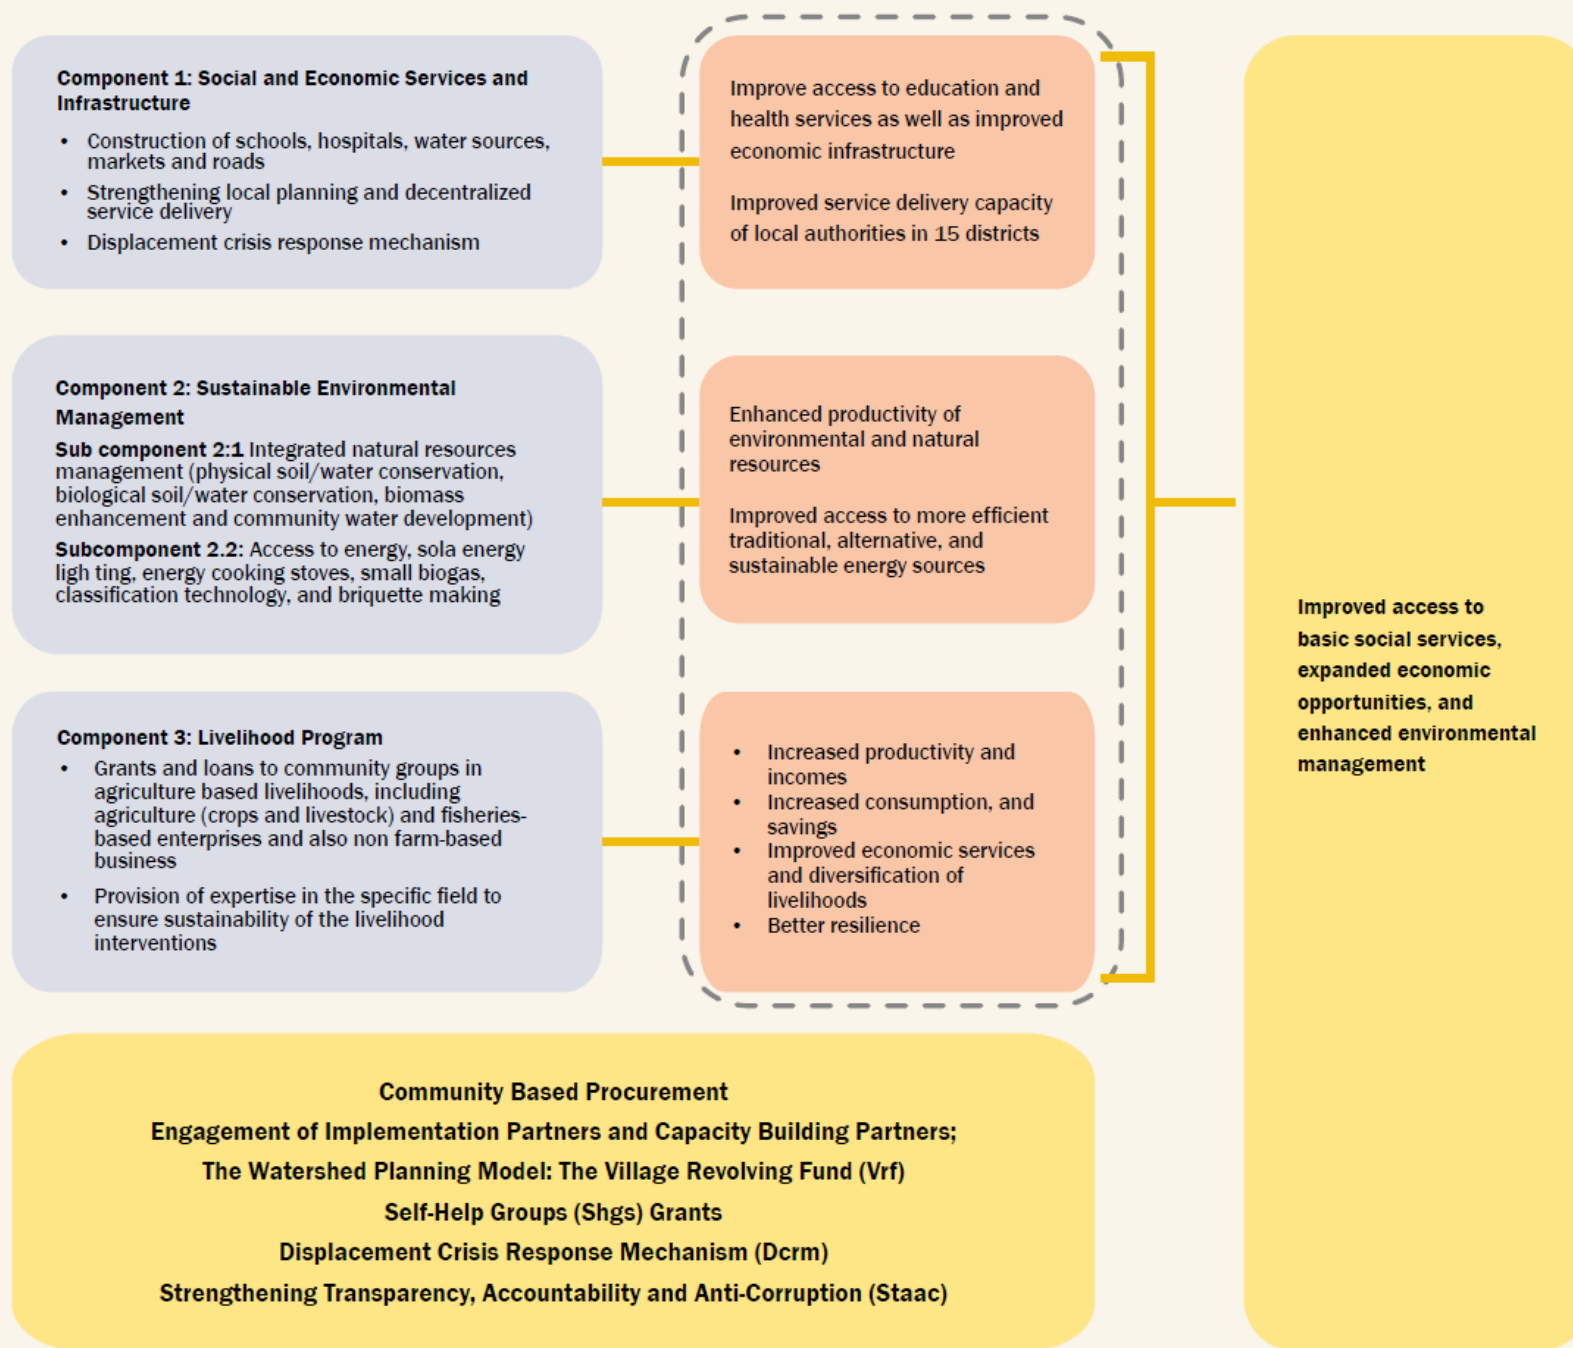 Component 1: Social and Economic Services and
Infrastructure
• Construction of schools, hospitals, water sources,
markets and roads
• Strengthening local planning and decentralized
service delivery
• Displacement crisis response mechanism
Improve access to education and
health services as well as improved
economic infrastructure
Improved service delivery capacity
of local authorities in 15 districts
Component 2: Sustainable Environmental
Management
Sub component 2:1 Integrated natural resources
management (physical soil/water conservation,
biological soil/water conservation, biomass
enhancement and community water development)
Subcomponent 2.2: Access to energy, sola energy
ligh ting, energy cooking stoves, small biogas,
classification technology, and briquette making
Enhanced productivity of
environmental and natural
resources
Improved access to more efficient
traditional, alternative, and
sustainable energy sources
Component 3: Livelihood Program
• Grants and loans to community groups in
agriculture based livelihoods, including
agriculture (crops and livestock) and fisheries-
based enterprises and also non farm-based
business
• Provision of expertise in the specific field to
ensure sustainability of the livelihood
interventions
• Increased productivity and
incomes
• Increased consumption, and
savings
• Improved economic services
and diversification of
livelihoods
• Better resilience
Improved access to
basic social services,
expanded economic
opportunities, and
enhanced environmental
management
Community Based Procurement
Engagement of Implementation Partners and Capacity Building Partners;
The Watershed Planning Model: The Village Revolving Fund (Vrf)
Self-Help Groups (Shgs) Grants
Displacement Crisis Response Mechanism (Dcrm)
Strengthening Transparency, Accountability and Anti-Corruption (Staac)